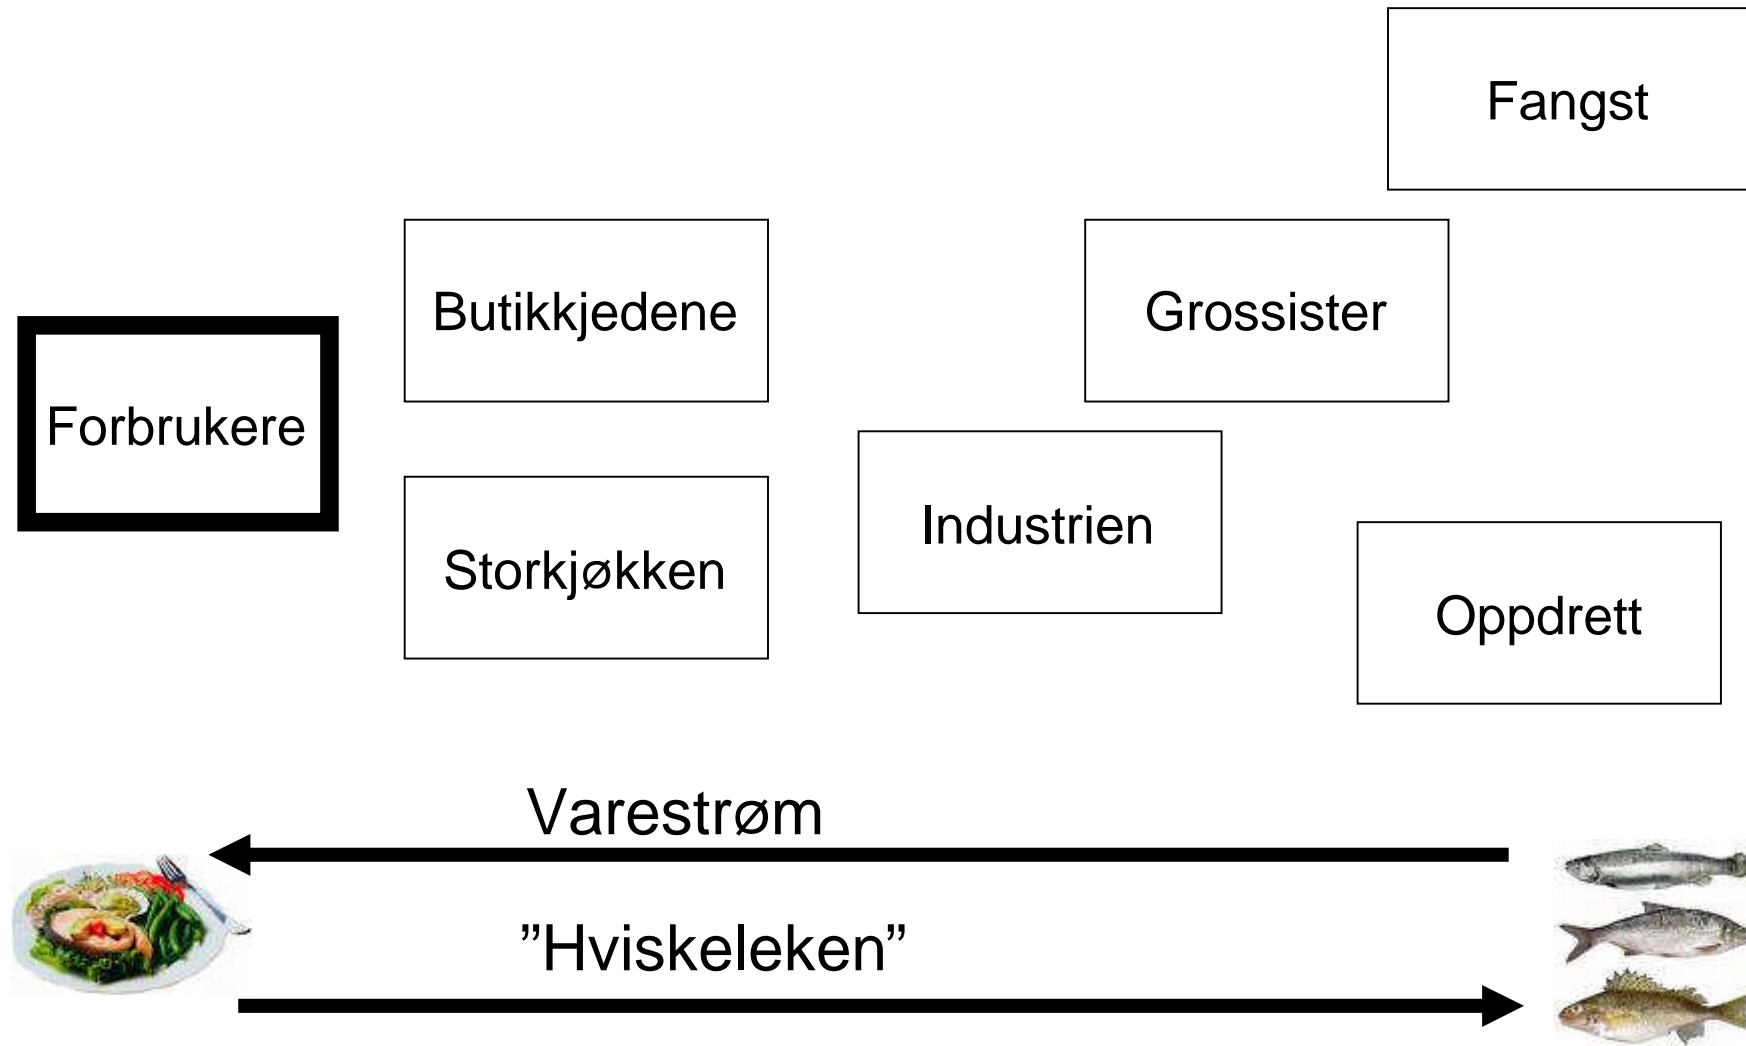 Fangst
Butikkjedene
Grossister
Forbrukere
Industrien
Storkjøkken
Oppdrett
Varestrøm
”Hviskeleken”